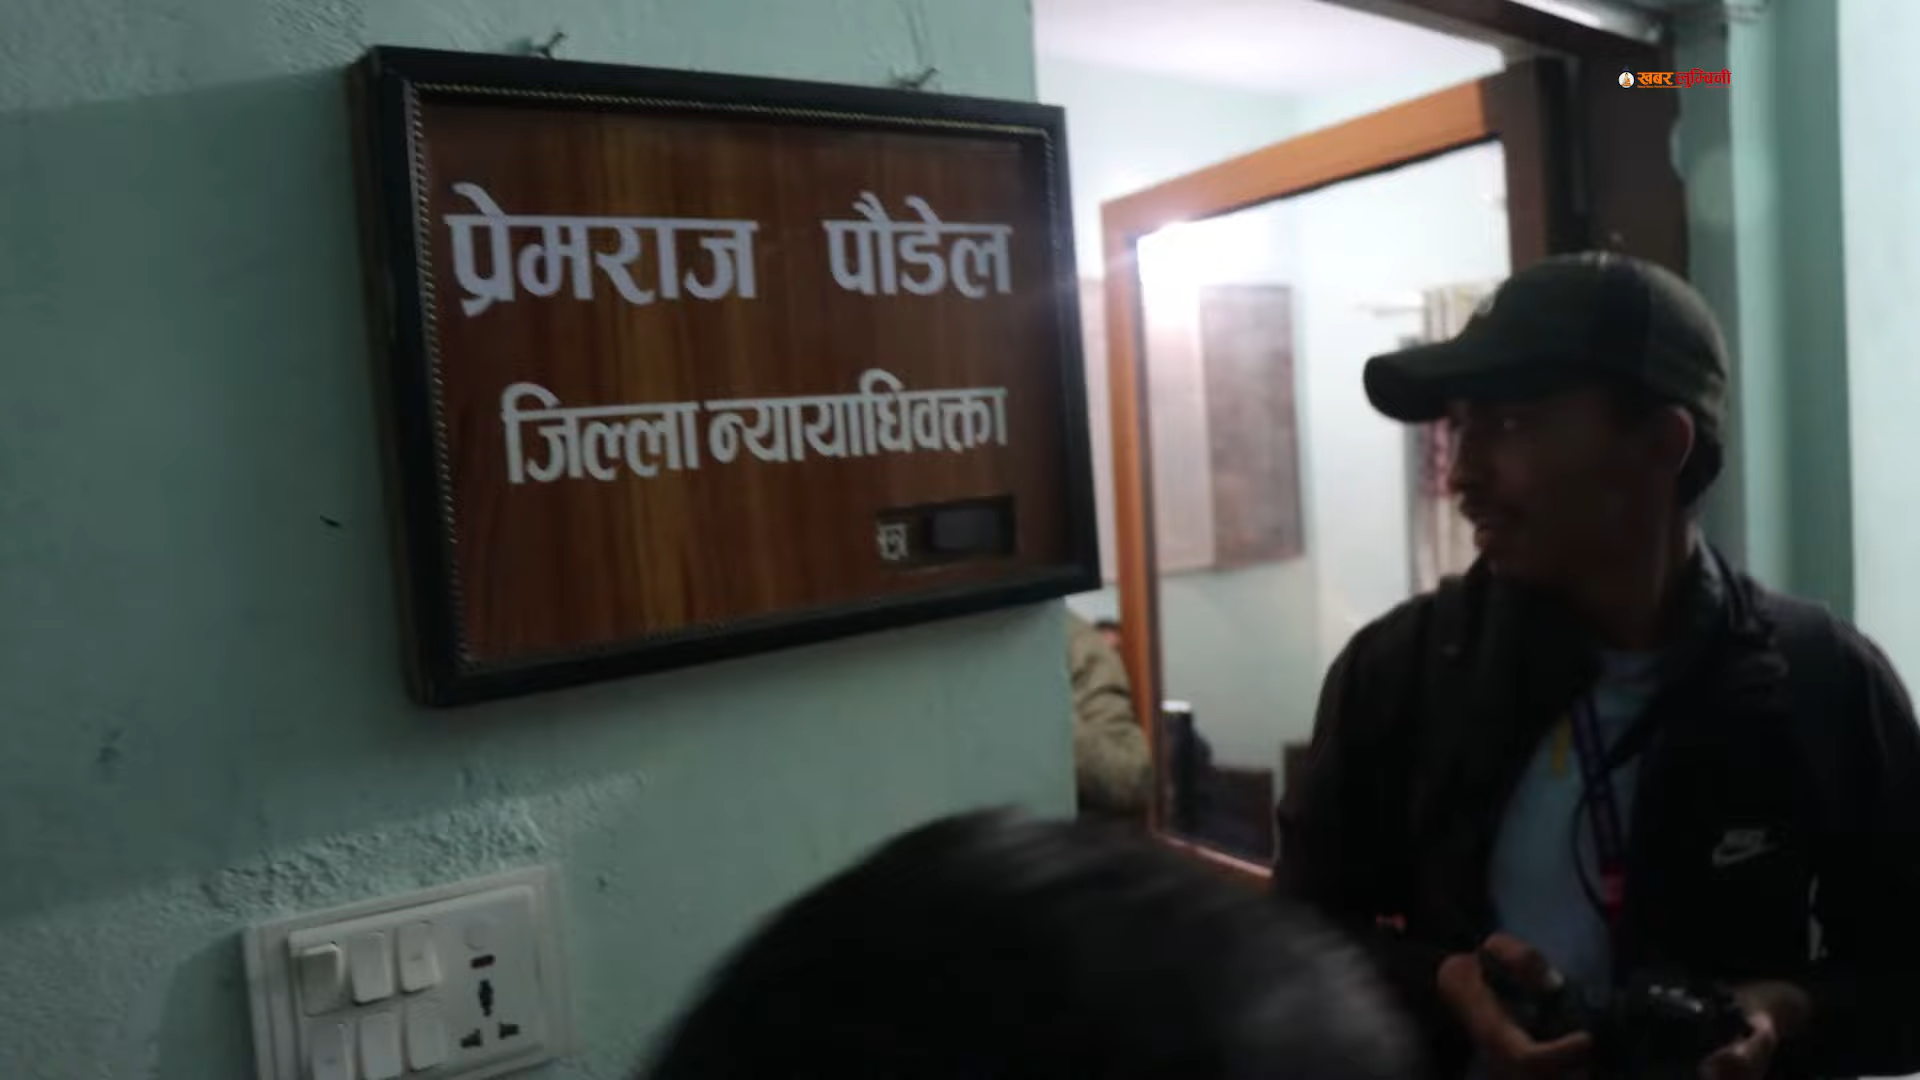 खबर लुम्बिनी
प्रेमराज पौडेल
जिल्ला न्यायाधिवक्ता
छ